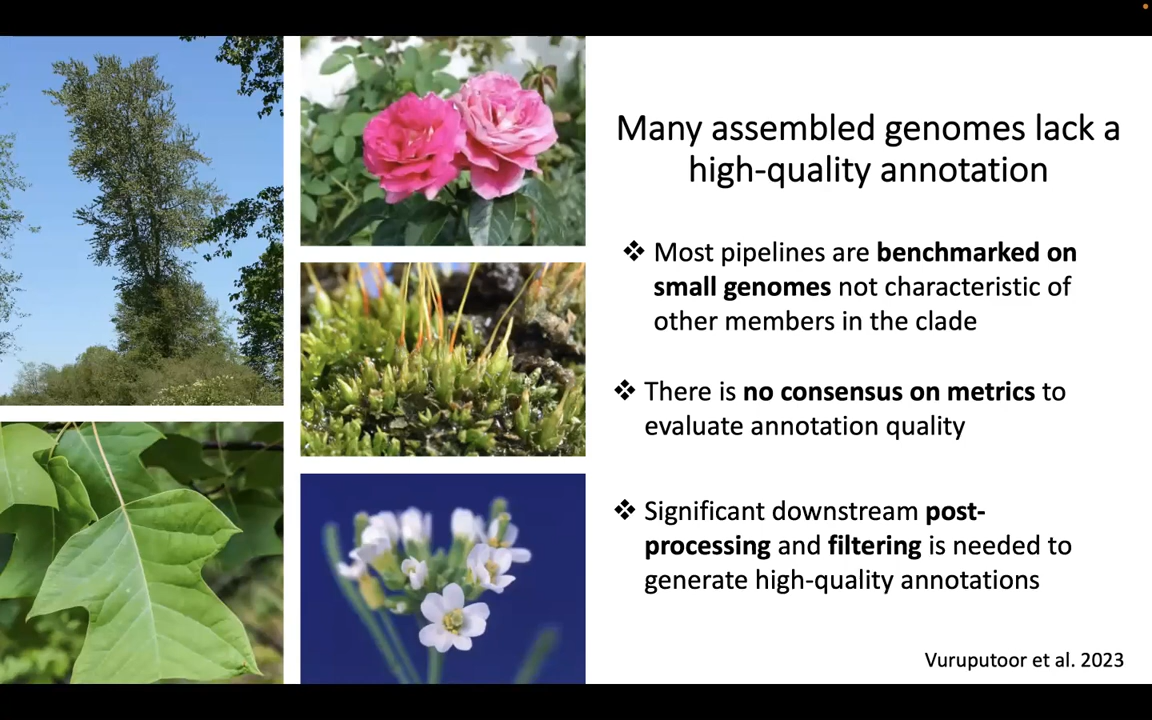 Many assembled genomes lack a
high-quality annotation
❖ Most pipelines are benchmarked on
small genomes not characteristic of
other members in the clade
❖ There is no consensus on metrics to
evaluate annotation quality
❖ Significant downstream post-
processing and filtering is needed to
generate high-quality annotations
Vuruputoor et al. 2023